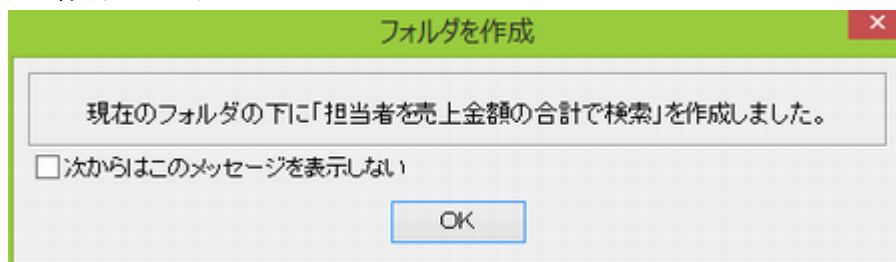 フォルダを作成
現在のフォルダの下に「担当者を売上金額の合計で検索」を作成しました。
次からはこのメッセージを表示しない
OK